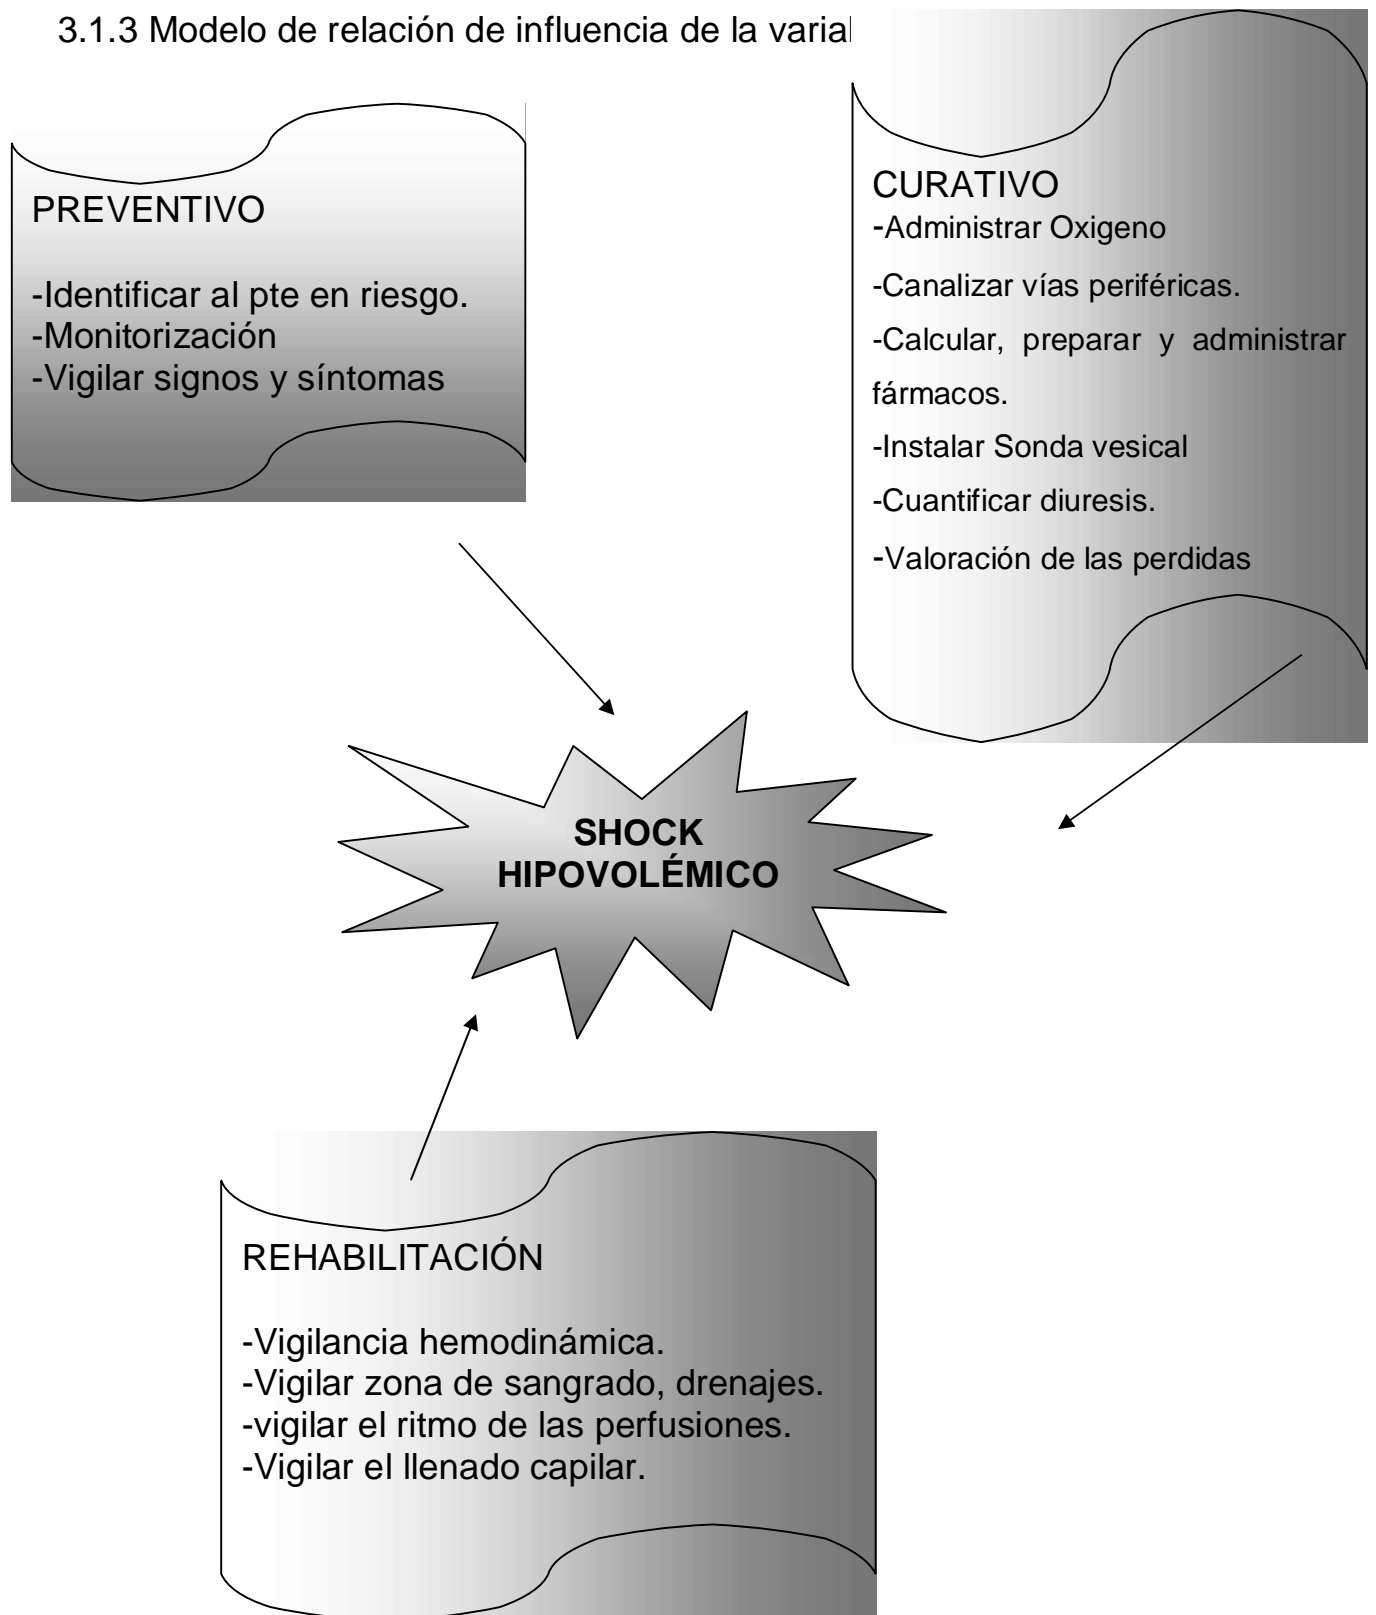 3.1.3 Modelo de relación de influencia de la
PREVENTIVO
-Identificar al pte en riesgo.
-Monitorización
-Vigilar signos y síntomas
CURATIVO
-Administrar Oxigeno
-Canalizar vías periféricas.
-Calcular, preparar y administrar
fármacos.
-Instalar Sonda vesical
-Cuantificar diuresis.
-Valoración de las perdidas
SHOCK
HIPOVOLÉMICO
REHABILITACIÓN
-Vigilancia hemodinámica.
-Vigilar zona de sangrado, drenajes.
-vigilar el ritmo de las perfusiones.
-Vigilar el llenado capilar.